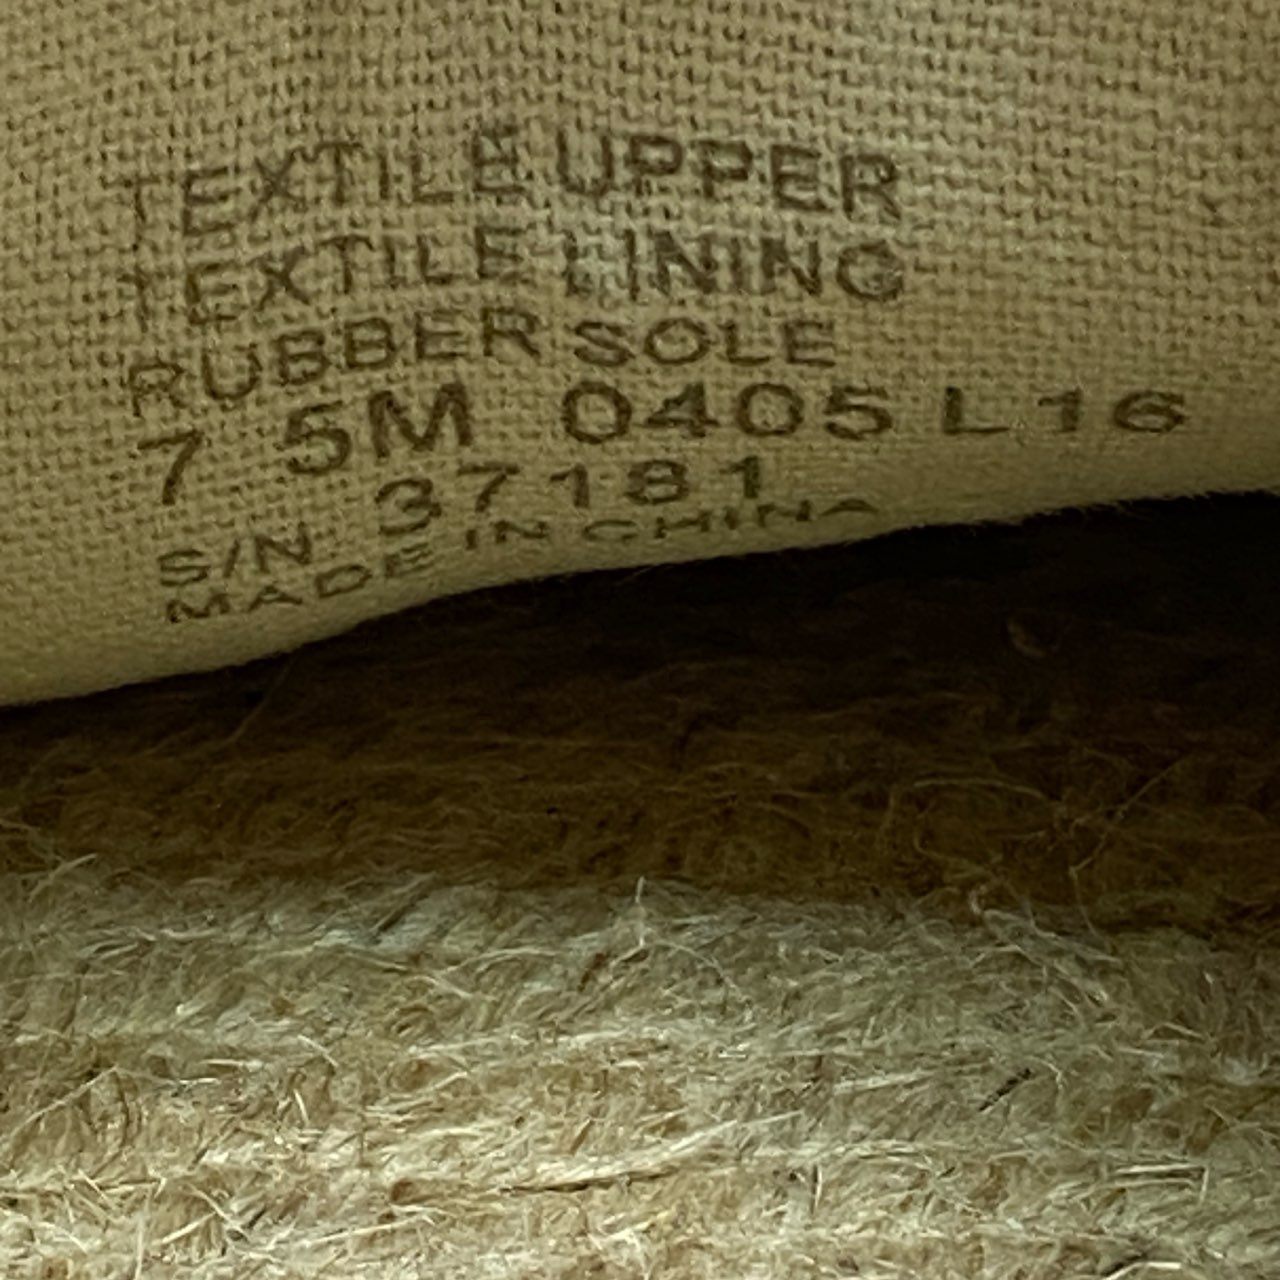 TEXTILE UPPER
TEXTILE LINING
RUBBER SOLE
7 5M 0405 L16
S/N 37181
MADE IN CHINA